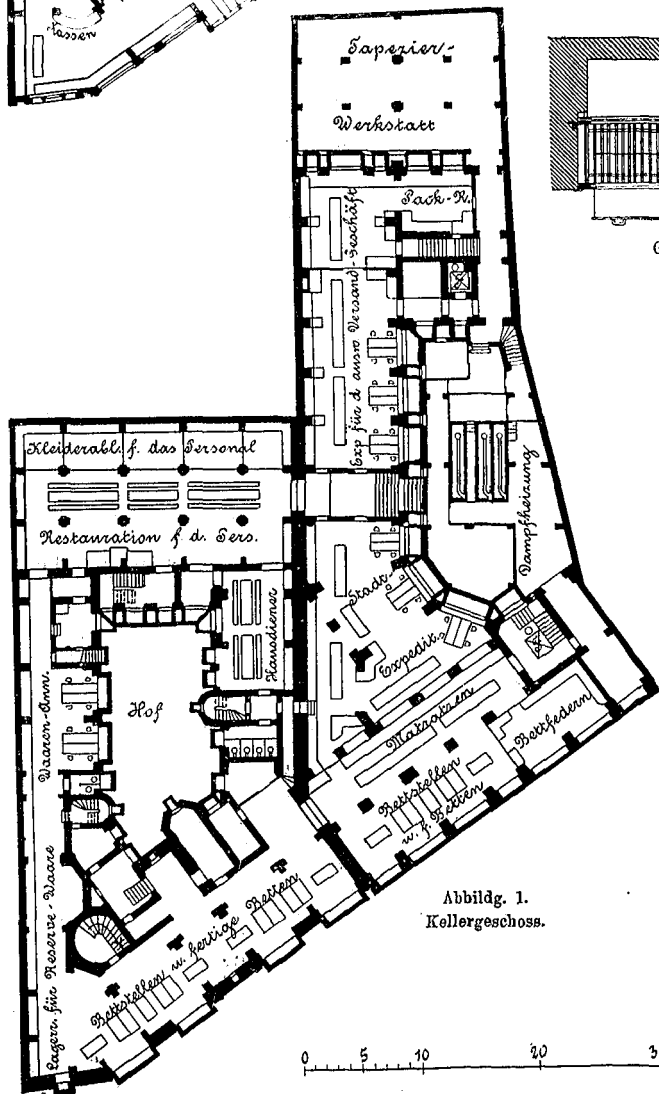 Kassen
Tapezier-
Werkstatt
G
Pack-R.
Exp für d ausw Versand-Geschäft
Kleiderabl. f. das Personal
Restauration f. d. Pers.
Dampfheizung
Stadt-
Expedit.
Hausdiener
Hof
Waaren-Ann.
Matratzen
Bettfedern
Bettstellen
u. f. Betten
Lagerr. für Reserve-Waare
Bettstellen u. fertige Betten
Abbildg. 1.
Kellergeschoss.
0 5 10 20 3